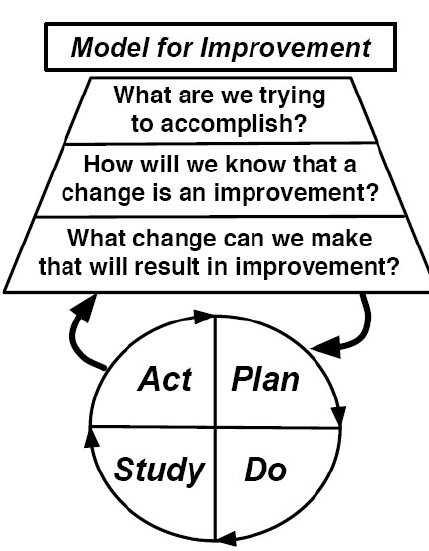 Model for Improvement
What are we trying
to accomplish?
How will we know that a
change is an improvement?
What change can we make
that will result in improvement?
Act
Plan
Study
Do